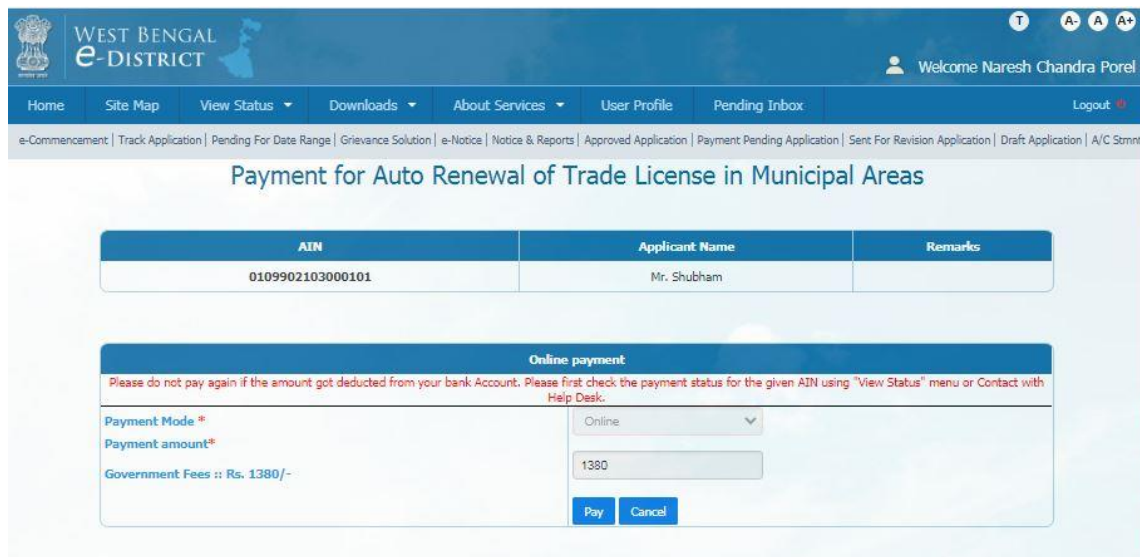 T A- A A+
WEST BENGAL
e-DISTRICT
Welcome Naresh Chandra Porel
Home Site Map View Status Downloads About Services User Profile Pending Inbox Logout
e-Commencement | Track Application | Pending For Date Range | Grievance Solution | e-Notice | Notice & Reports | Approved Application | Payment Pending Application | Sent For Revision Application | Draft Application | A/C Stmnt
Payment for Auto Renewal of Trade License in Municipal Areas
AIN Applicant Name Remarks
0109902103000101 Mr. Shubham
Online payment
Please do not pay again if the amount got deducted from your bank Account. Please first check the payment status for the given AIN using "View Status" menu or Contact with
Help Desk.
Payment Mode * Online
Payment amount*
Government Fees :: Rs. 1380/- 1380
Pay Cancel